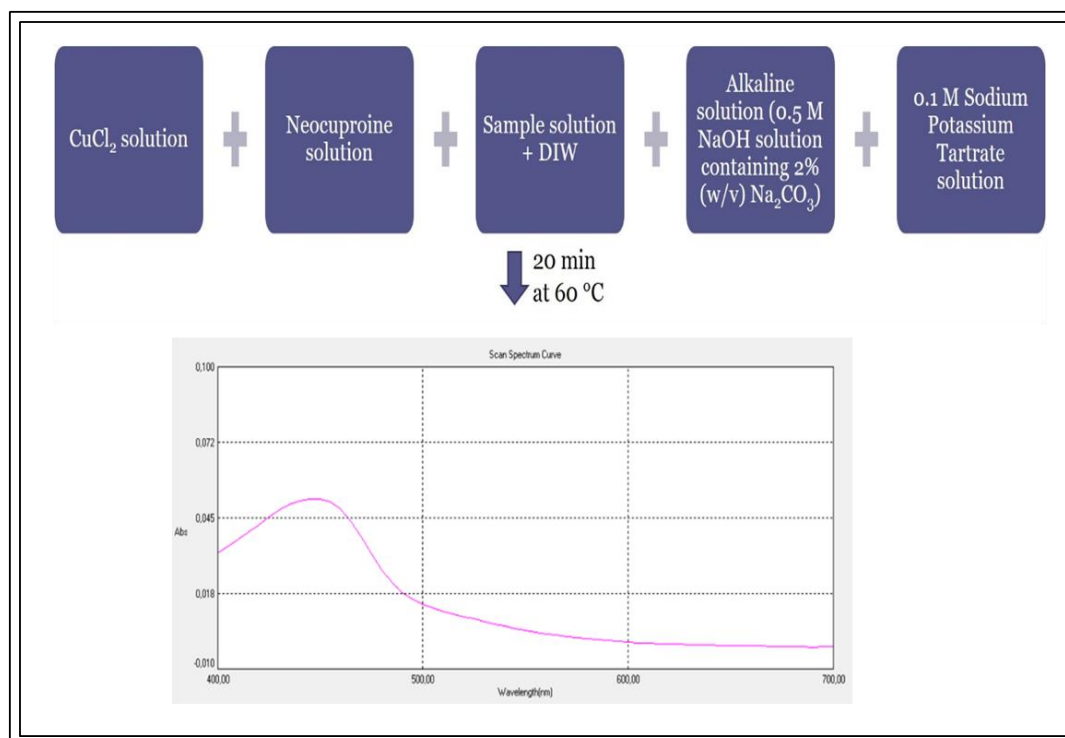 CuCl₂ solution
Neocuproine
solution
Sample solution
+ DIW
Alkaline
solution (0.5 M
NaOH solution
containing 2%
(w/v) Na₂CO₃)
0.1 M Sodium
Potassium
Tartrate
solution
20 min
at 60 °C
Scan Spectrum Curve
0,100
0,072
0,045
0,018
-0,010
Abs
400,00
500,00
600,00
700,00
Wavelength(nm)